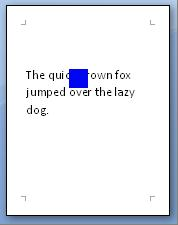 The fox
jumped over the lazy
dog.